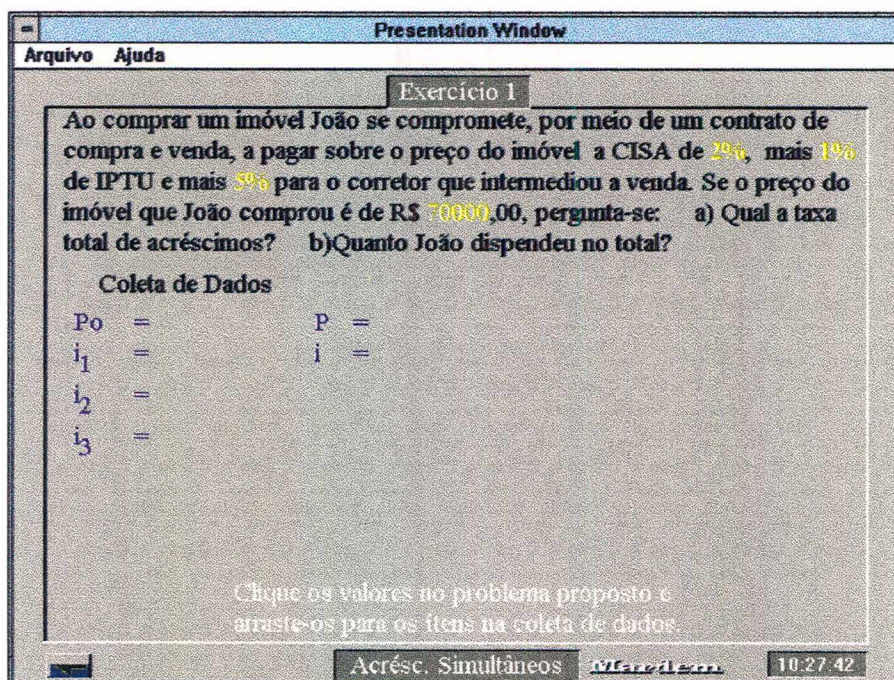 Presentation Window
Arquivo Ajuda
Exercício 1
Ao comprar um imóvel João se compromete, por meio de um contrato de
compra e venda, a pagar sobre o preço do imóvel a CISA de 2%, mais 1%
de IPTU e mais 5% para o corretor que intermediou a venda. Se o preço do
imóvel que João comprou é de R$ 70000,00, pergunta-se: a) Qual a taxa
total de acréscimos? b)Quanto João dispendeu no total?
Coleta de Dados
Po = P =
i1 = i =
i2 =
i3 =
Clique os valores no problema proposto e
arraste-os para os ítens na coleta de dados.
Acrésc. Simultâneos 10:27:42